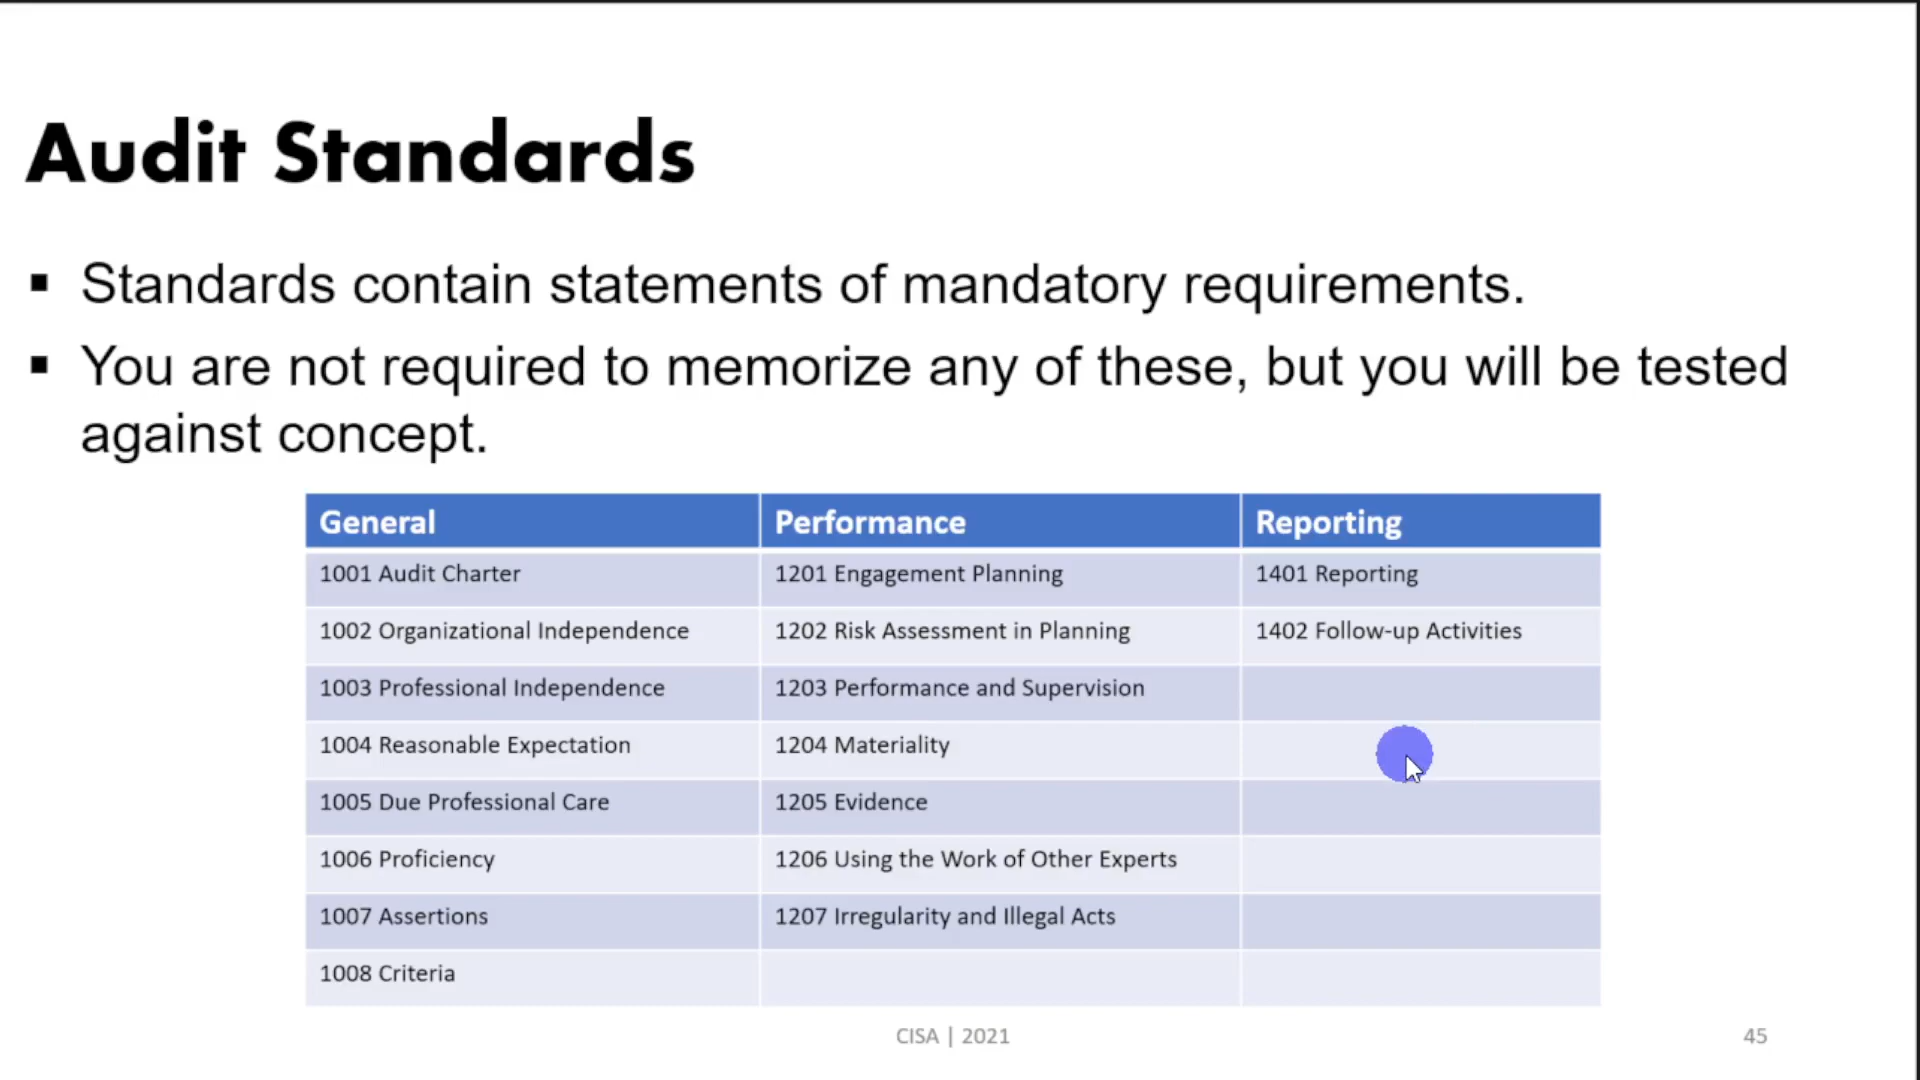 Audit Standards
▪ Standards contain statements of mandatory requirements.
▪ You are not required to memorize any of these, but you will be tested
against concept.
General Performance Reporting
1001 Audit Charter 1201 Engagement Planning 1401 Reporting
1002 Organizational Independence 1202 Risk Assessment in Planning 1402 Follow-up Activities
1003 Professional Independence 1203 Performance and Supervision
1004 Reasonable Expectation 1204 Materiality
1005 Due Professional Care 1205 Evidence
1006 Proficiency 1206 Using the Work of Other Experts
1007 Assertions 1207 Irregularity and Illegal Acts
1008 Criteria
CISA | 2021 45